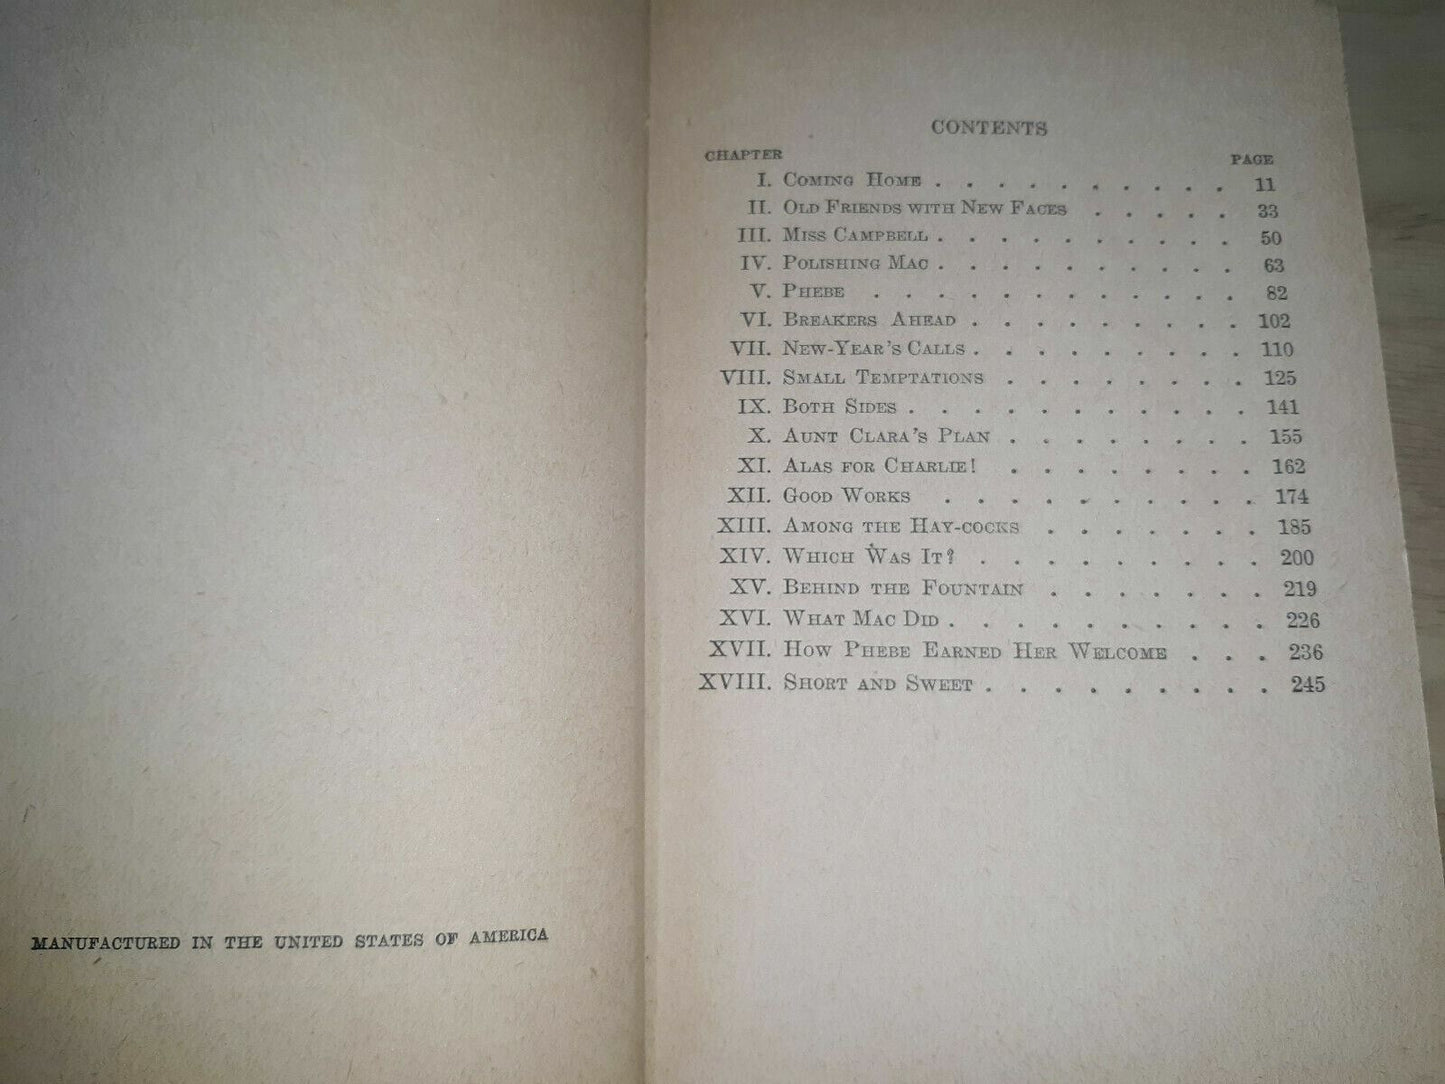 MANUFACTURED IN THE UNITED STATES OF AMERICA
CONTENTS
CHAPTER PAGE
I. COMING HOME . . . . . . . . . . 11
II. OLD FRIENDS WITH NEW FACES . . . . . 33
III. MISS CAMPBELL . . . . . . . . . . 50
IV. POLISHING MAC . . . . . . . . . . 63
V. PHEBE . . . . . . . . . . . . 82
VI. BREAKERS AHEAD . . . . . . . . . 102
VII. NEW-YEAR'S CALLS . . . . . . . . . 110
VIII. SMALL TEMPTATIONS . . . . . . . . 125
IX. BOTH SIDES . . . . . . . . . . . 141
X. AUNT CLARA'S PLAN . . . . . . . . 155
XI. ALAS FOR CHARLIE! . . . . . . . . 162
XII. GOOD WORKS . . . . . . . . . . 174
XIII. AMONG THE HAY-COCKS . . . . . . . 185
XIV. WHICH WAS IT? . . . . . . . . . 200
XV. BEHIND THE FOUNTAIN . . . . . . . 219
XVI. WHAT MAC DID . . . . . . . . . . 226
XVII. HOW PHEBE EARNED HER WELCOME . . . 236
XVIII. SHORT AND SWEET . . . . . . . . . 245